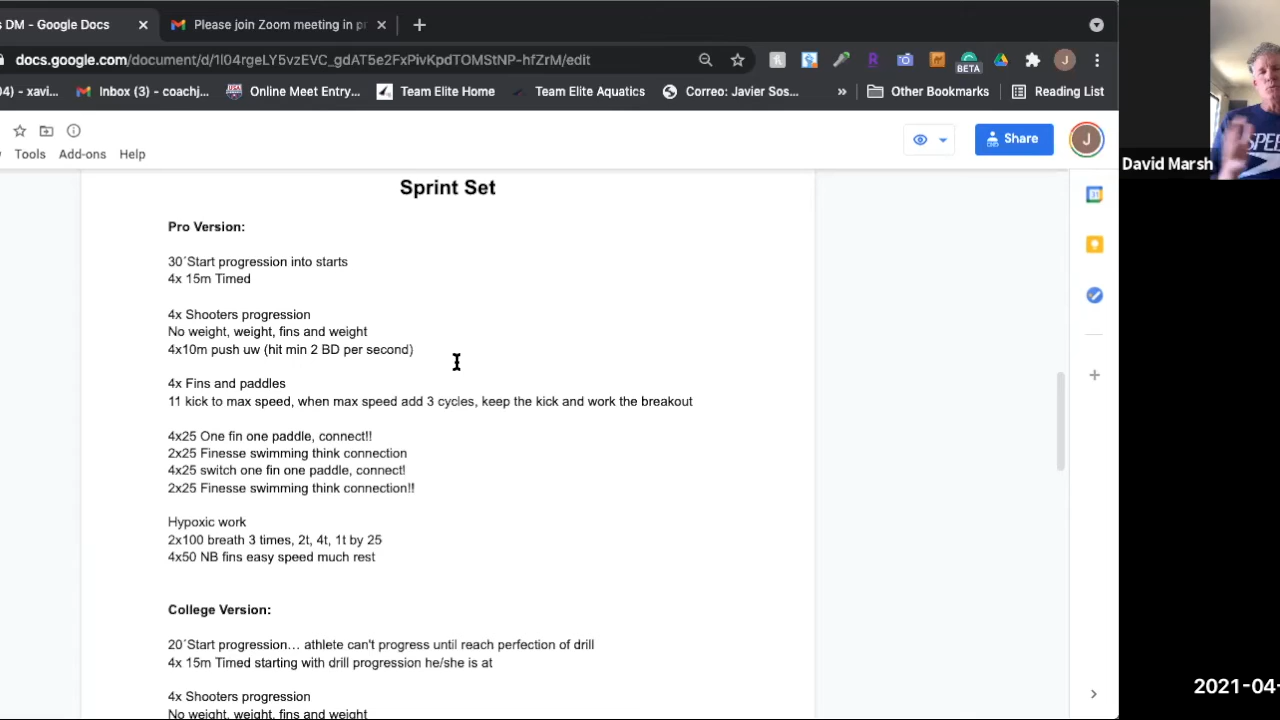 s DM - Google Docs
Please join Zoom meeting in pr
docs.google.com/document/d/1l04rgeLY5vzEVC_gdAT5e2FxPivKpdTOMStNP-hfZrM/edit
BETA
J
04) - xavi...
Inbox (3) - coachj...
Online Meet Entry...
Team Elite Home
Team Elite Aquatics
Correo: Javier Sos...
Other Bookmarks
Reading List
Share
J
Tools
Add-ons
Help
David Marsh
SPEE
Sprint Set
Pro Version:
30´Start progression into starts
4x 15m Timed
4x Shooters progression
No weight, weight, fins and weight
4x10m push uw (hit min 2 BD per second)
4x Fins and paddles
11 kick to max speed, when max speed add 3 cycles, keep the kick and work the breakout
4x25 One fin one paddle, connect!!
2x25 Finesse swimming think connection
4x25 switch one fin one paddle, connect!
2x25 Finesse swimming think connection!!
Hypoxic work
2x100 breath 3 times, 2t, 4t, 1t by 25
4x50 NB fins easy speed much rest
College Version:
20´Start progression… athlete can't progress until reach perfection of drill
4x 15m Timed starting with drill progression he/she is at
4x Shooters progression
No weight, weight, fins and weight
2021-04-